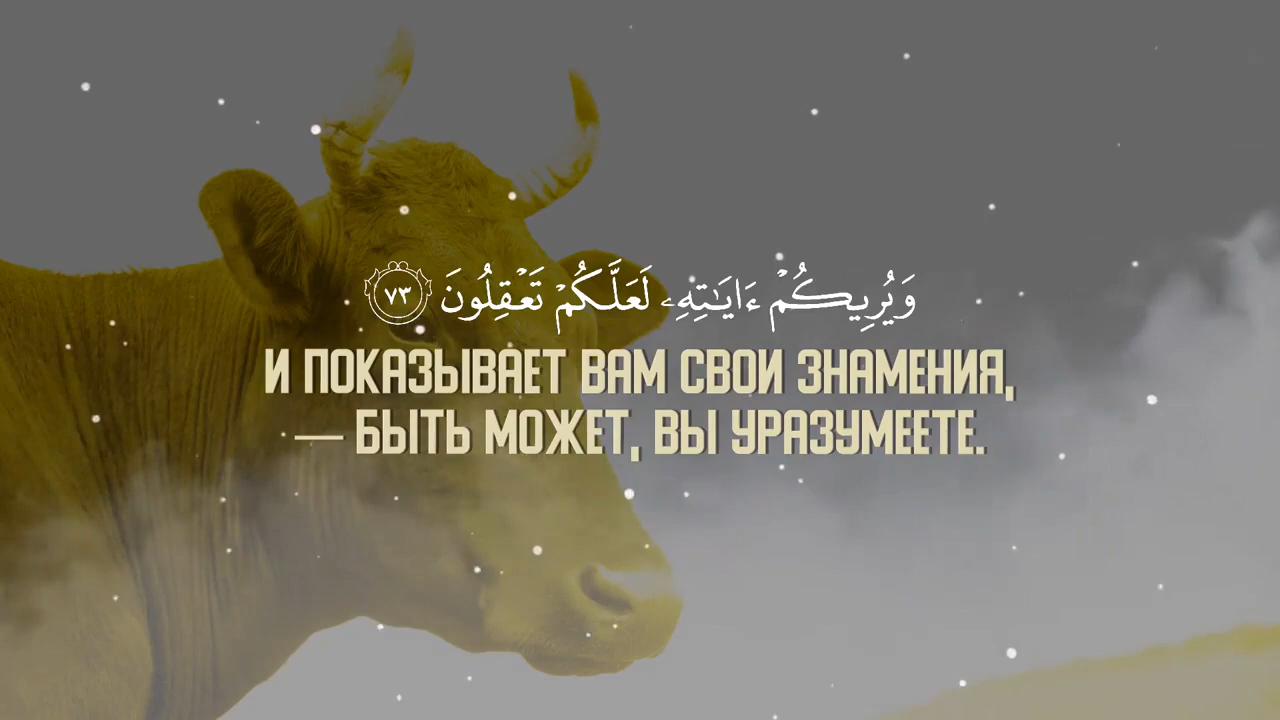 وَيُرِيكُمْ ءَايَـٰتِهِۦ لَعَلَّكُمْ تَعْقِلُونَ ٧٣
И ПОКАЗЫВАЕТ ВАМ СВОИ ЗНАМЕНИЯ,
— БЫТЬ МОЖЕТ, ВЫ УРАЗУМЕЕТЕ.